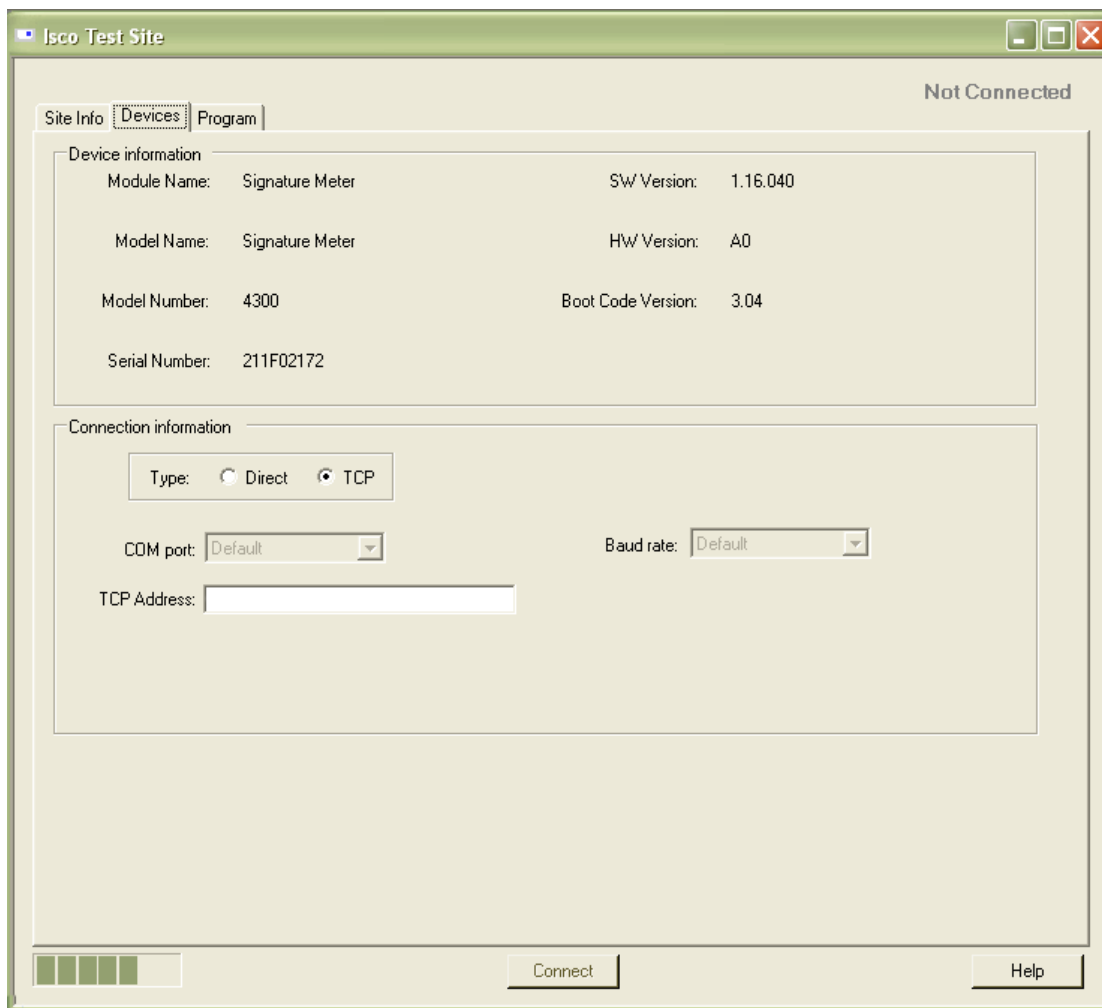 Isco Test Site
Not Connected
Site Info Devices Program
Device information
Module Name: Signature Meter SW Version: 1.16.040
Model Name: Signature Meter HW Version: A0
Model Number: 4300 Boot Code Version: 3.04
Serial Number: 211F02172
Connection information
Type: Direct TCP
COM port: Default Baud rate: Default
TCP Address:
Connect Help